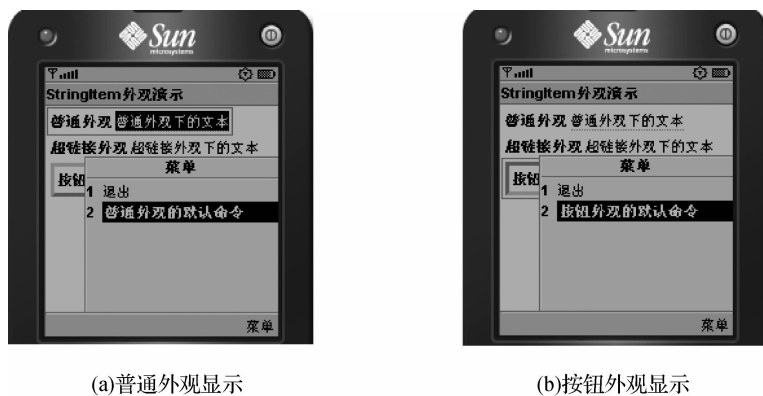 Sun
microsystems
StringItem外观演示
普通外观 普通外观下的文本
超链接外观 超链接外观下的文本
按钮
菜单
1 退出
2 普通外观的默认命令
菜单
(a)普通外观显示
Sun
microsystems
StringItem外观演示
普通外观 普通外观下的文本
超链接外观 超链接外观下的文本
按钮
菜单
1 退出
2 按钮外观的默认命令
菜单
(b)按钮外观显示